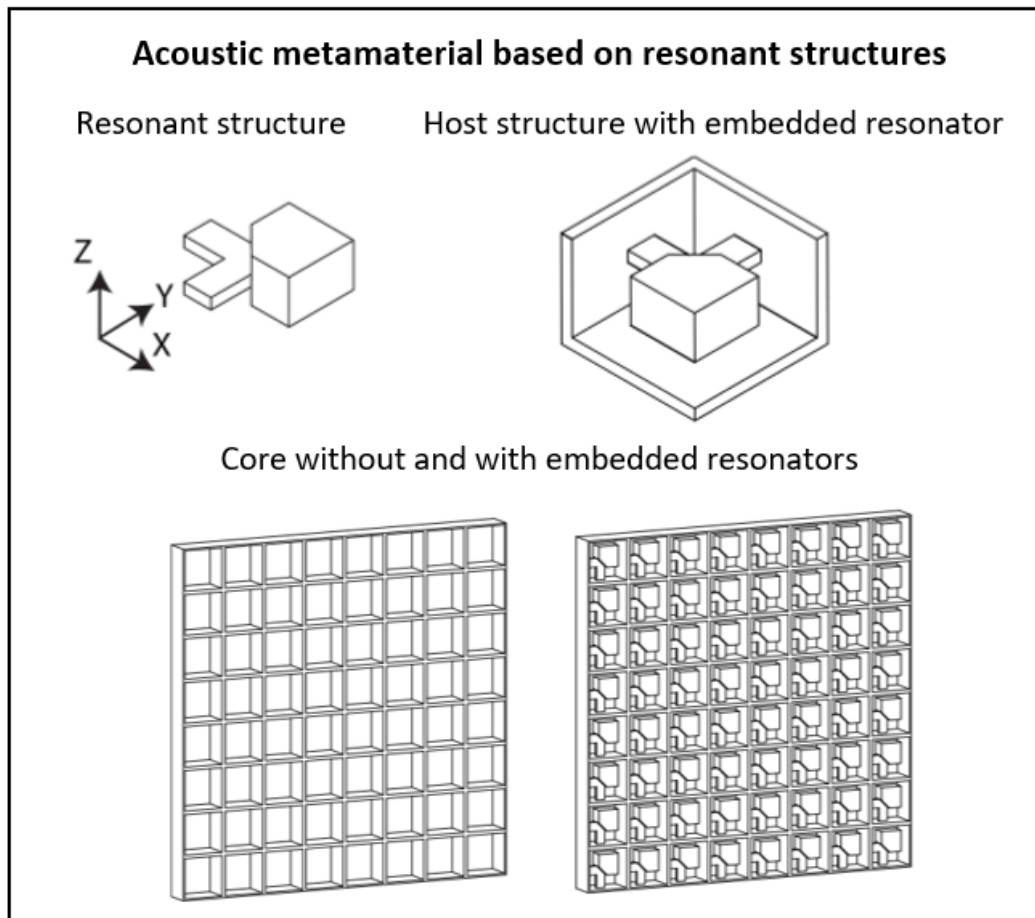 Acoustic metamaterial based on resonant structures
Resonant structure
Host structure with embedded resonator
Z
Y
X
Core without and with embedded resonators